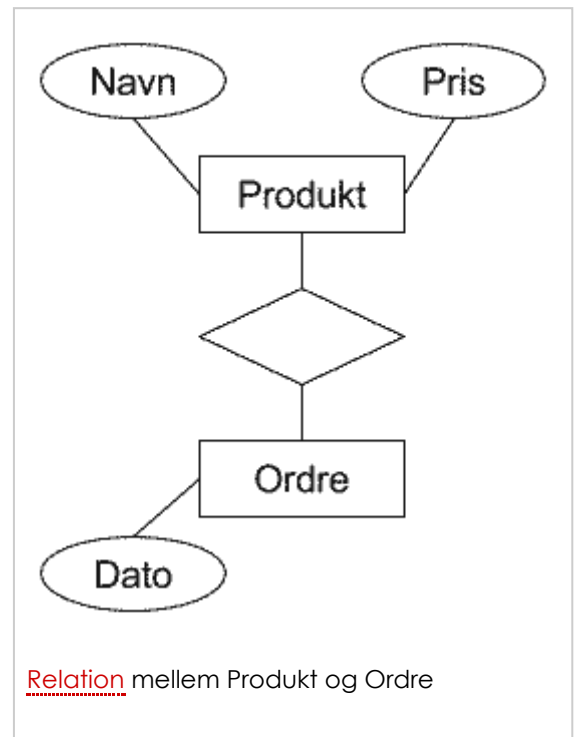 Navn
Pris
Produkt
Ordre
Dato
Relation mellem Produkt og Ordre